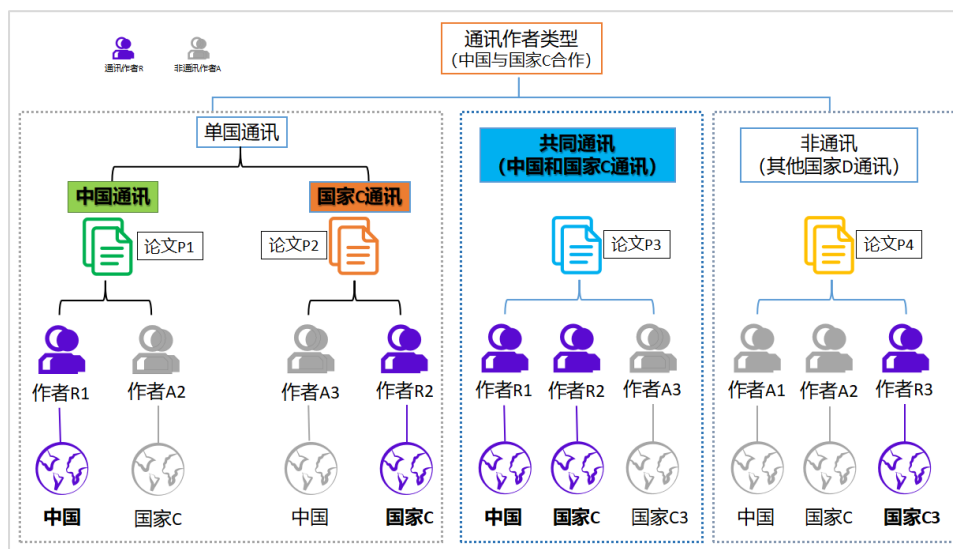 通讯作者类型
（中国与国家C合作）
通讯作者R
非通讯作者A
单国通讯
中国通讯
国家C通讯
论文P1
论文P2
作者R1
作者A2
作者A3
作者R2
中国
国家C
中国
国家C
共同通讯
（中国和国家C通讯）
论文P3
作者R1
作者R2
作者A3
中国
国家C
国家C3
非通讯
（其他国家D通讯）
论文P4
作者A1
作者A2
作者R3
中国
国家C
国家C3